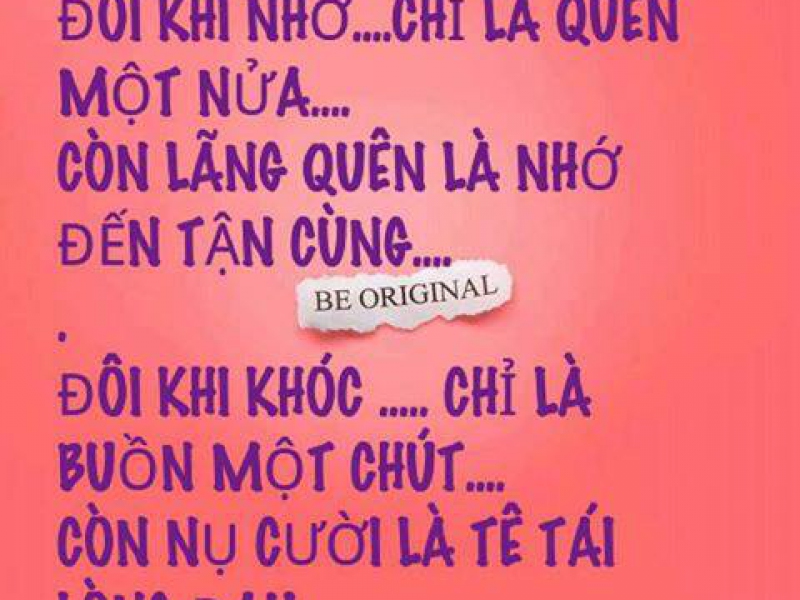 ĐÔI KHI NHỚ....CHỈ LÀ QUÊN
MỘT NỬA....
CÒN LÃNG QUÊN LÀ NHỚ
ĐẾN TẬN CÙNG....
BE ORIGINAL
.
ĐÔI KHI KHÓC ..... CHỈ LÀ
BUỒN MỘT CHÚT....
CÒN NỤ CƯỜI LÀ TÊ TÁI